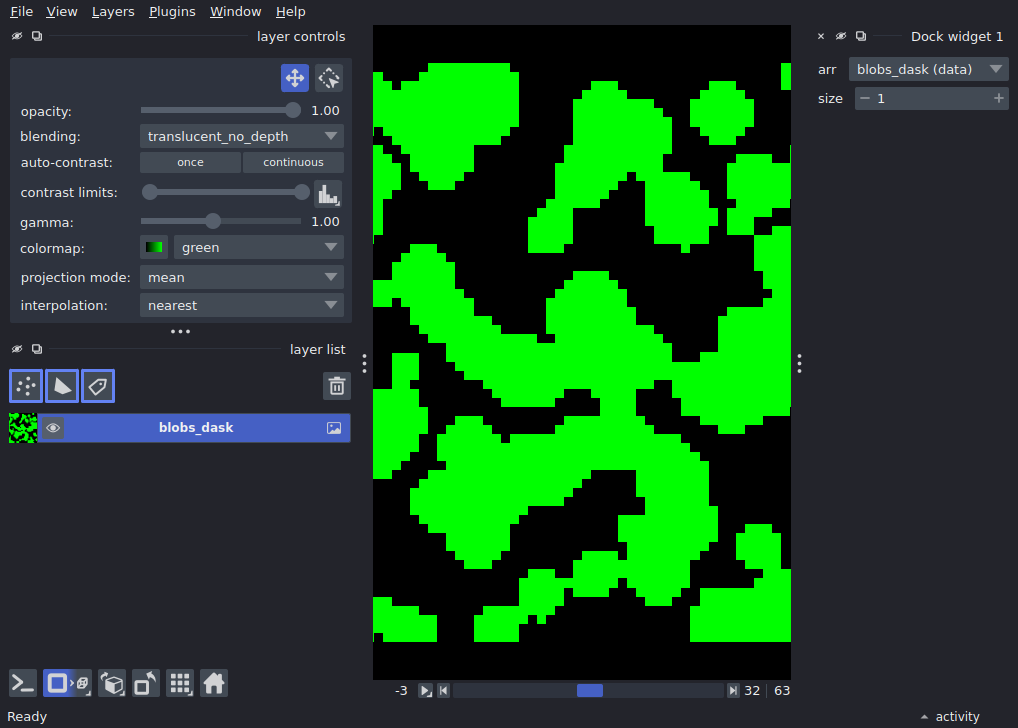 File View Layers Plugins Window Help
layer controls
opacity: 1.00
blending: translucent_no_depth
auto-contrast: once continuous
contrast limits:
gamma: 1.00
colormap: green
projection mode: mean
interpolation: nearest
layer list
blobs_dask
-3 32 63
Dock widget 1
arr blobs_dask (data)
size 1
Ready
activity